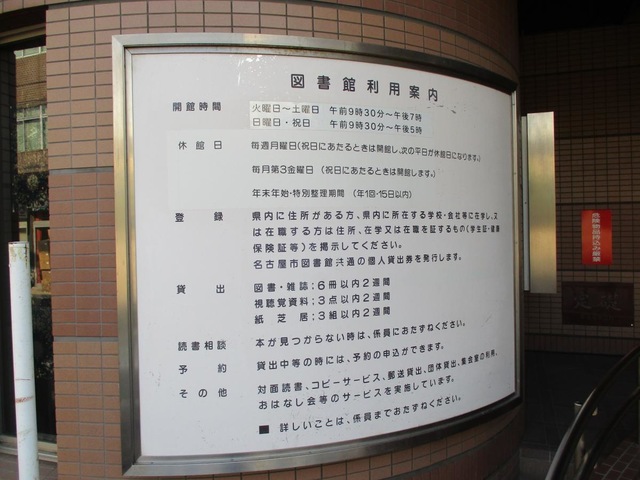 図書館利用案内
開館時間 火曜日～土曜日 午前9時30分～午後7時
日曜日・祝日 午前9時30分～午後5時
休館日 毎週月曜日(祝日にあたるときは開館し、次の平日が休館日になります。)
毎月第3金曜日(祝日にあたるときは開館します。)
年末年始・特別整理期間 (年1回・15日以内)
登録 県内に住所がある方、県内に所在する学校・会社等に在学し、又
は在職する方は住所、在学又は在職を証するもの(学生証・健康
保険証等)を掲示してください。
名古屋市図書館共通の個人貸出券を発行します。
貸出 図書・雑誌：6冊以内2週間
視聴覚資料：3点以内2週間
紙芝居：3組以内2週間
読書相談 本が見つからない時は、係員におたずねください。
予約 貸出中等の時には、予約の申込ができます。
その他 対面読書、コピーサービス、郵送貸出、団体貸出、集会室の利用、
おはなし会等のサービスを実施しています。
■ 詳しいことは、係員までおたずねください。
危険物品持込み厳禁